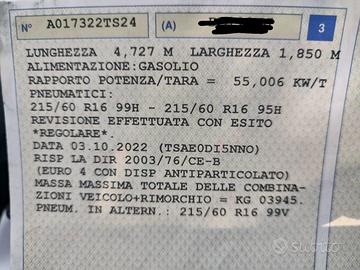 N° A017322TS24 (A) 3
LUNGHEZZA 4,727 M LARGHEZZA 1,850 M
ALIMENTAZIONE:GASOLIO
RAPPORTO POTENZA/TARA = 55,006 KW/T
PNEUMATICI:
215/60 R16 99H - 215/60 R16 95H
REVISIONE EFFETTUATA CON ESITO
*REGOLARE*.
DATA 03.10.2022 (TSAE0DI5NNO)
RISP LA DIR 2003/76/CE-B
(EURO 4 CON DISP ANTIPARTICOLATO)
MASSA MASSIMA TOTALE DELLE COMBINA-
ZIONI VEICOLO+RIMORCHIO = KG 03945.
PNEUM. IN ALTERN.: 215/60 R16 99V
subito